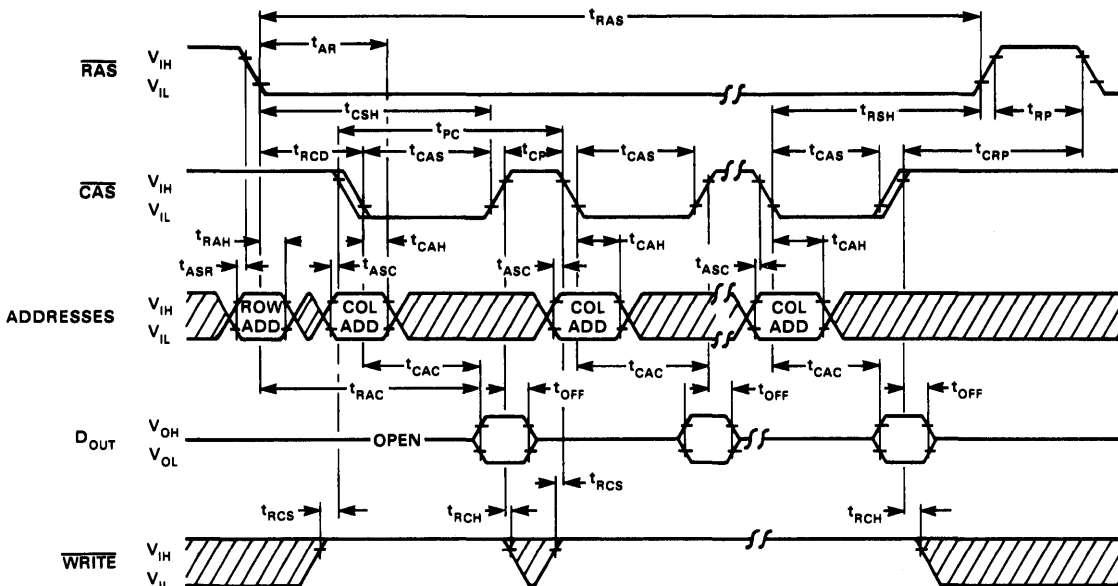 tRAS
tAR
RAS VIH
VIL
tCSH
tRSH
tRP
tPC
tRCD
tCAS
tCP
tCAS
tCAS
tCRP
CAS VIH
VIL
tRAH
tCAH
tCAH
tCAH
tASR
tASC
tASC
tASC
ADDRESSES VIH
VIL
ROW ADD
COL ADD
COL ADD
COL ADD
tCAC
tCAC
tCAC
tRAC
tOFF
tOFF
tOFF
DOUT VOH
VOL
OPEN
tRCS
tRCS
tRCH
tRCH
WRITE VIH
VIL